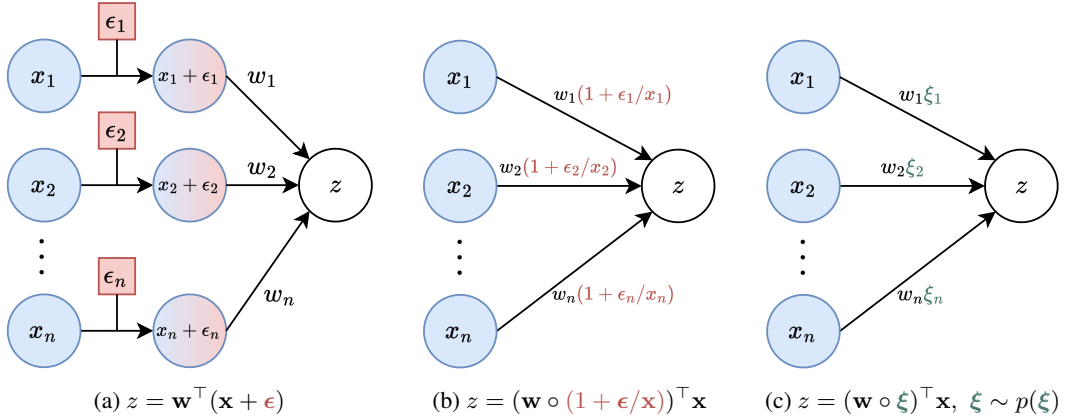 ϵ₁
x₁
x₁ + ϵ₁
w₁
ϵ₂
x₂
x₂ + ϵ₂
w₂
z
⋮
ϵₙ
xₙ
xₙ + ϵₙ
wₙ
(a) z = w⊤(x + ϵ)
x₁
w₁(1 + ϵ₁/x₁)
x₂
w₂(1 + ϵ₂/x₂)
z
⋮
xₙ
wₙ(1 + ϵₙ/xₙ)
(b) z = (w ∘ (1 + ϵ/x))⊤x
x₁
w₁ξ₁
x₂
w₂ξ₂
z
⋮
xₙ
wₙξₙ
(c) z = (w ∘ ξ)⊤x, ξ ∼ p(ξ)